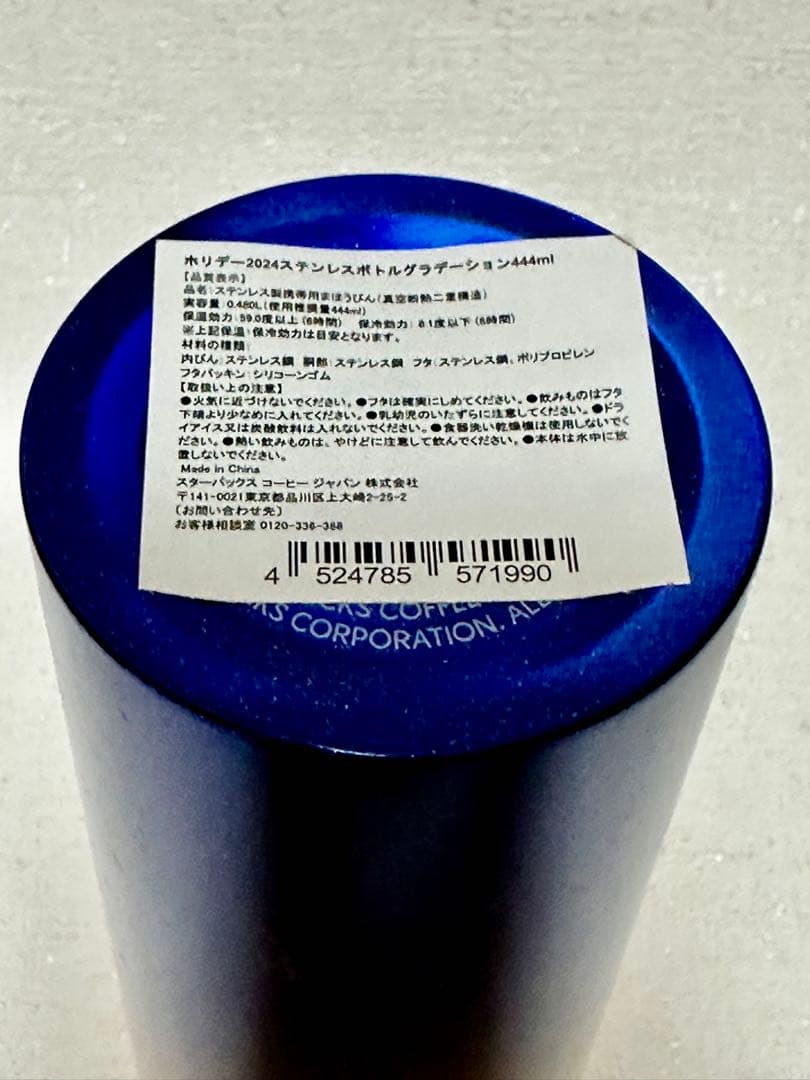 ホリデー2024ステンレスボトルグラデーション444ml
【品質表示】
品名：ステンレス製携帯用まほうびん(真空断熱二重構造)
実容量：0.480L(使用推奨量444ml)
保温効力：59.0度以上(6時間) 保冷効力：8.1度以下(6時間)
※上記保温：保冷効力は目安となります。
材料の種類：
内びん：ステンレス鋼 胴部：ステンレス鋼 フタ：ステンレス鋼、ポリプロピレン
フタパッキン：シリコーンゴム
【取扱い上の注意】
●火気に近づけないでください。●フタは確実にしめてください。●飲みものはフタ
下端より少なめに入れてください。●乳幼児のいたずらに注意してください。●ドラ
イアイス又は炭酸飲料は入れないでください。●食器洗い乾燥機は使用しないでく
ださい。●熱い飲みものは、やけどに注意して飲んでください。●本体は水中に放
置しないでください。
Made in China
スターバックス コーヒー ジャパン 株式会社
〒141-0021東京都品川区上大崎2-25-2
(お問い合わせ先)
お客様相談室 0120-336-388
4 524785 571990
CKS COFFEE
KS CORPORATION. ALL